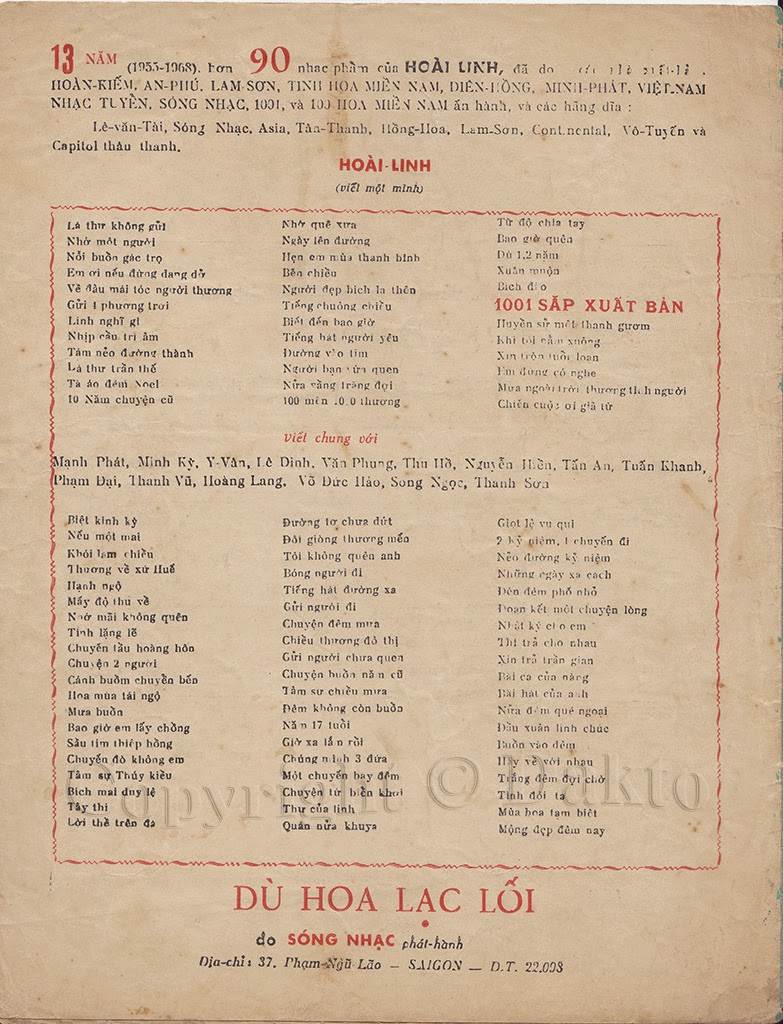 13 NĂM (1955-1968). hơn 90 nhạc phẩm của HOÀI LINH, đã do
HOÀN-KIẾM, AN-PHÚ, LAM-SƠN, TINH HOA MIỀN NAM, DIÊN-HỒNG, MINH-PHÁT, VIỆT-NAM
NHẠC TUYỂN, SÓNG NHẠC, 1001, và 100 HOA MIỀN NAM ấn hành, và các hãng dĩa :
Lê-văn-Tài, Sóng Nhạc, Asia, Tân-Thanh, Hồng-Hoa, Lam-Sơn, Continental, Vô-Tuyến và
Capitol thâu thanh.
HOÀI-LINH
(viết một mình)
Lá thư không gửi
Nhớ một người
Nỗi buồn gác trọ
Em ơi nếu đừng dang dở
Về đâu mái tóc người thương
Gửi 4 phương trời
Linh nghĩ gì
Nhịp cầu tri âm
Tám nẻo đường thành
Lá thư trần thế
Tà áo đêm Noel
10 Năm chuyện cũ
Nhớ quê xưa
Ngày lên đường
Hẹn em mùa thanh bình
Bên chiều
Người đẹp bích la thôn
Tiếng chuông chiều
Biết đến bao giờ
Tiếng hát người yêu
Đường vào tim
Người bạn vừa quen
Nửa vầng trăng đợi
100 mến 1000 thương
Từ độ chia tay
Bao giờ quên
Dù 1,2 năm
Xuân muộn
Bích đào
1001 SẮP XUẤT BẢN
Huyền sử một thanh gươm
Khi tôi nằm xuống
Xin tròn tuổi loạn
Em đừng có nghe
Mưa ngoài trời thương tình người
Chiến cuộc ơi giã từ
viết chung với
Mạnh Phát, Minh Kỳ, Y-Vân, Lê Dinh, Văn Phụng, Thu Hồ, Nguyễn Hiền, Tấn An, Tuấn Khanh,
Phạm Đại, Thanh Vũ, Hoàng Lang, Võ Đức Hảo, Song Ngọc, Thanh Sơn
Biệt kinh kỳ
Nếu một mai
Khói lam chiều
Thương về xứ Huế
Hạnh ngộ
Mấy độ thu về
Nhớ mãi không quên
Tình lặng lẽ
Chuyến tầu hoàng hôn
Chuyện 2 người
Cánh buồm chuyển bến
Hoa mùa tái ngộ
Mưa buồn
Bao giờ em lấy chồng
Sầu tím thiệp hồng
Chuyến đò không em
Tâm sự Thúy kiều
Bích mai duy lệ
Tây thi
Lời thề trên đá
Đường tơ chưa dứt
Đôi giòng thương mến
Tôi không quên anh
Bóng người đi
Tiếng hát đường xa
Gửi người đi
Chuyện đêm mưa
Chiều thương đô thị
Gửi người chưa quen
Chuyện buồn năm cũ
Tâm sự chiều mưa
Đêm không còn buồn
Năm 17 tuổi
Giờ xa lắm rồi
Chúng mình 3 đứa
Một chuyến bay đêm
Chuyện từ biển khơi
Thư của lính
Quán nửa khuya
Giọt lệ vu qui
2 kỷ niệm, 1 chuyến đi
Nẻo đường kỷ niệm
Những ngày xa cách
Đèn đêm phố nhỏ
Đoạn kết một chuyện lòng
Nhật ký cho em
Thì trả cho nhau
Xin trả trần gian
Bài ca của nàng
Bài hát của anh
Nửa đêm quê ngoại
Đầu xuân lính chúc
Buồn vào đêm
Hãy về với nhau
Trắng đêm đợi chờ
Tình đôi ta
Mùa hoa tạm biệt
Mộng đẹp đêm nay
Copyright © Dakto
DÙ HOA LẠC LỐI
do SÓNG NHẠC phát-hành
Địa-chỉ : 37. Phạm-Ngũ Lão — SAIGON — D.T. 22.098